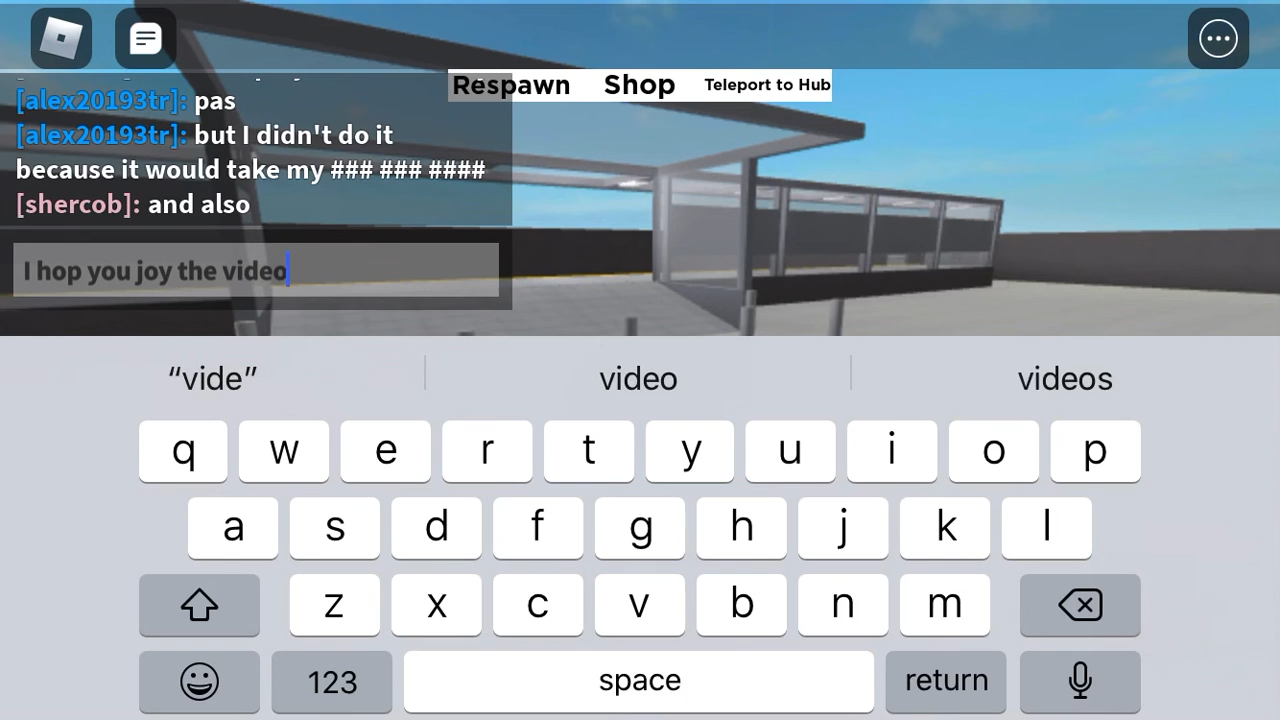 Respawn Shop Teleport to Hub
[alex20193tr]: pas
[alex20193tr]: but I didn't do it
because it would take my ### ### ####
[shercob]: and also
I hop you joy the video
“vide” video videos
q w e r t y u i o p
a s d f g h j k l
z x c v b n m
123 space return